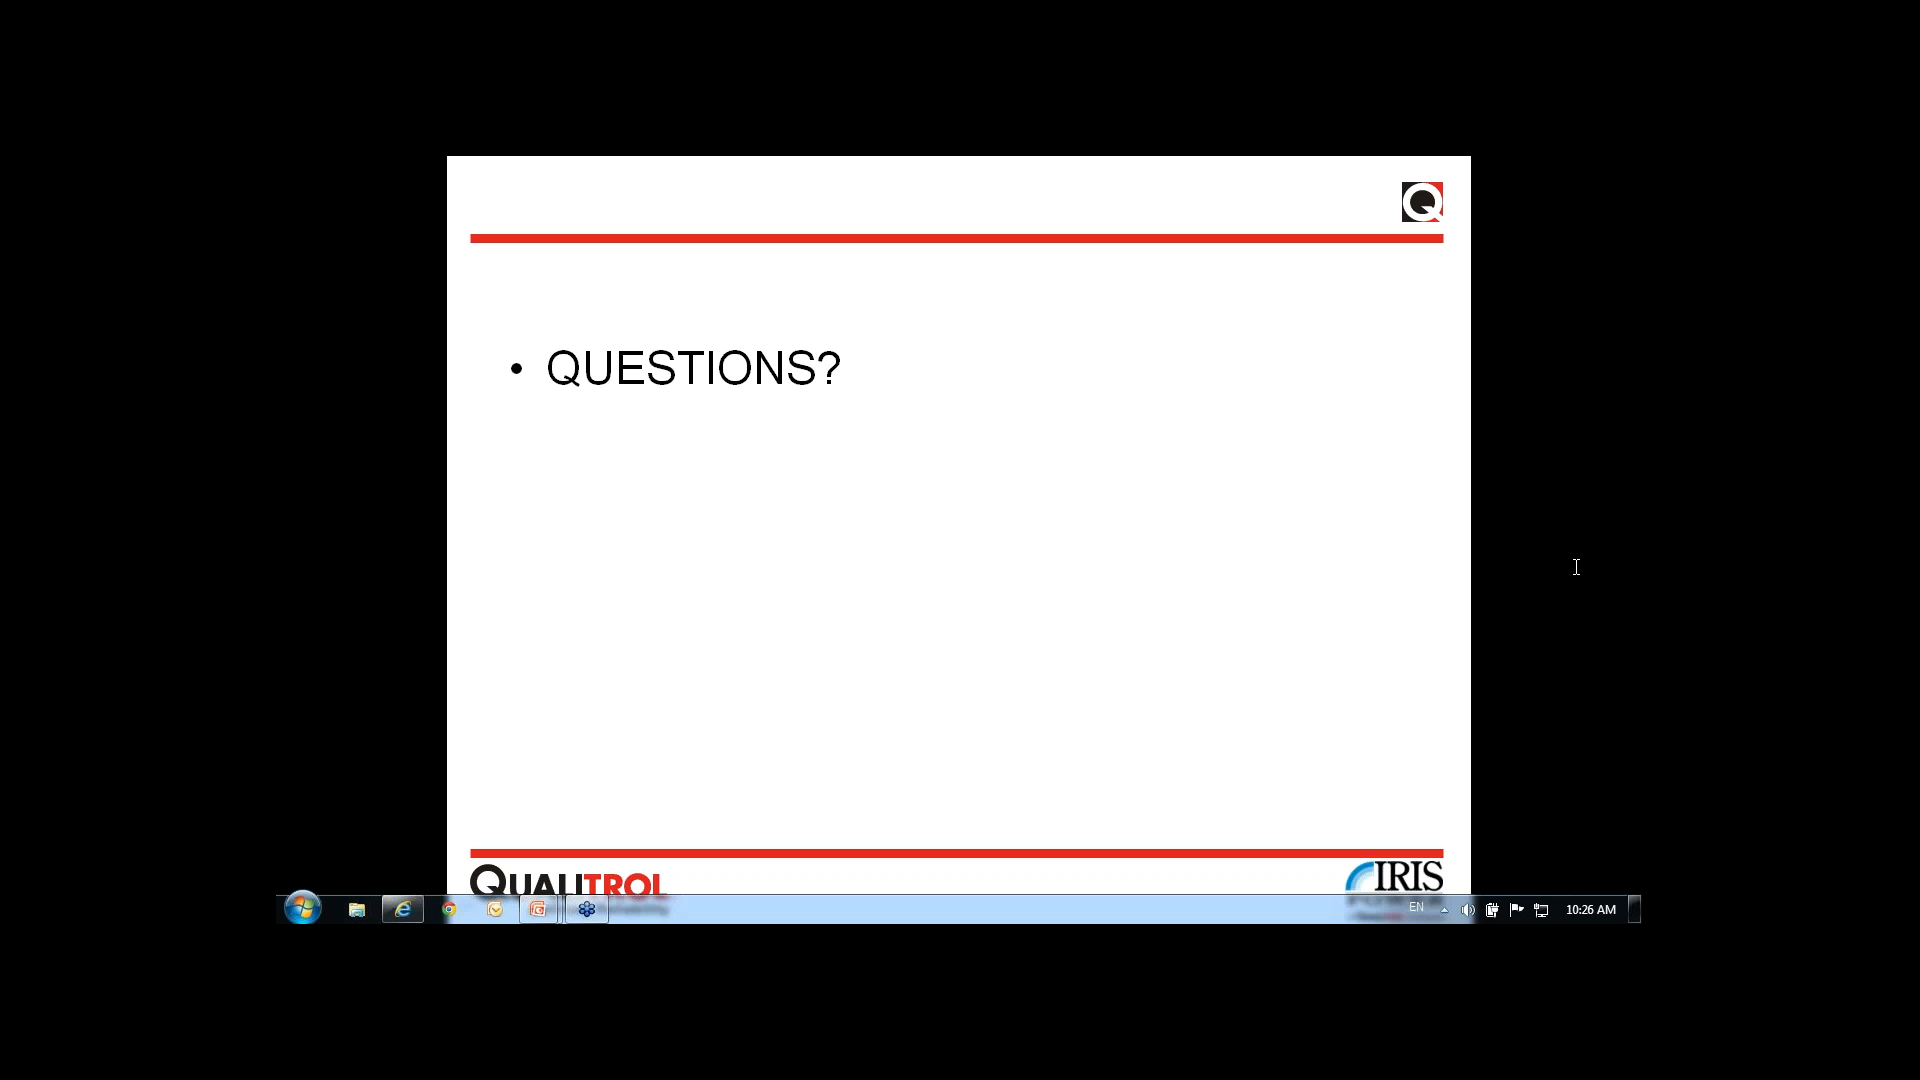 Q
• QUESTIONS?
QUALITROL
IRIS
EN
10:26 AM